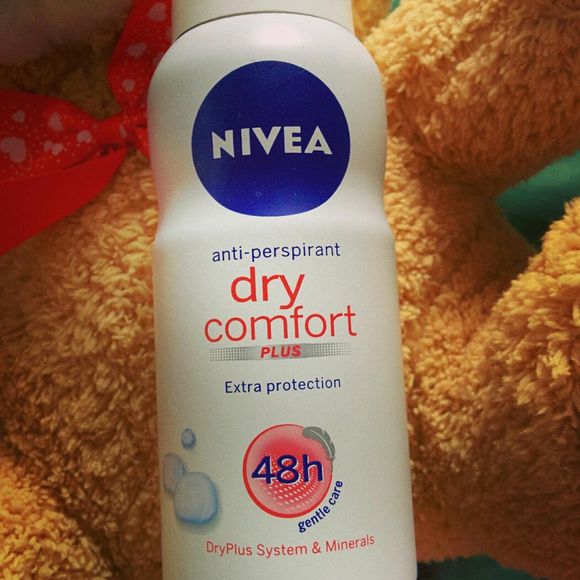 NIVEA
anti-perspirant
dry
comfort
PLUS
Extra protection
48h
gentle care
DryPlus System & Minerals